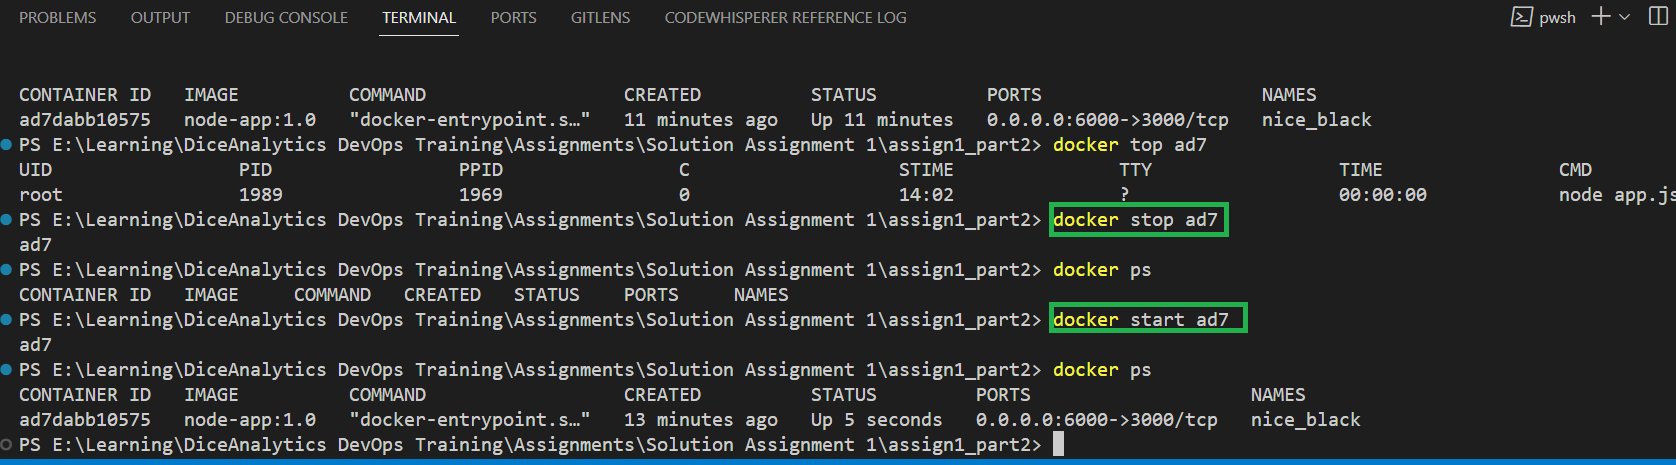 PROBLEMS OUTPUT DEBUG CONSOLE TERMINAL PORTS GITLENS CODEWHISPERER REFERENCE LOG pwsh
CONTAINER ID IMAGE COMMAND CREATED STATUS PORTS NAMES
ad7dabb10575 node-app:1.0 "docker-entrypoint.s…" 11 minutes ago Up 11 minutes 0.0.0.0:6000->3000/tcp nice_black
PS E:\Learning\DiceAnalytics DevOps Training\Assignments\Solution Assignment 1\assign1_part2> docker top ad7
UID PID PPID C STIME TTY TIME CMD
root 1989 1969 0 14:02 ? 00:00:00 node app.js
PS E:\Learning\DiceAnalytics DevOps Training\Assignments\Solution Assignment 1\assign1_part2> docker stop ad7
ad7
PS E:\Learning\DiceAnalytics DevOps Training\Assignments\Solution Assignment 1\assign1_part2> docker ps
CONTAINER ID IMAGE COMMAND CREATED STATUS PORTS NAMES
PS E:\Learning\DiceAnalytics DevOps Training\Assignments\Solution Assignment 1\assign1_part2> docker start ad7
ad7
PS E:\Learning\DiceAnalytics DevOps Training\Assignments\Solution Assignment 1\assign1_part2> docker ps
CONTAINER ID IMAGE COMMAND CREATED STATUS PORTS NAMES
ad7dabb10575 node-app:1.0 "docker-entrypoint.s…" 13 minutes ago Up 5 seconds 0.0.0.0:6000->3000/tcp nice_black
PS E:\Learning\DiceAnalytics DevOps Training\Assignments\Solution Assignment 1\assign1_part2>